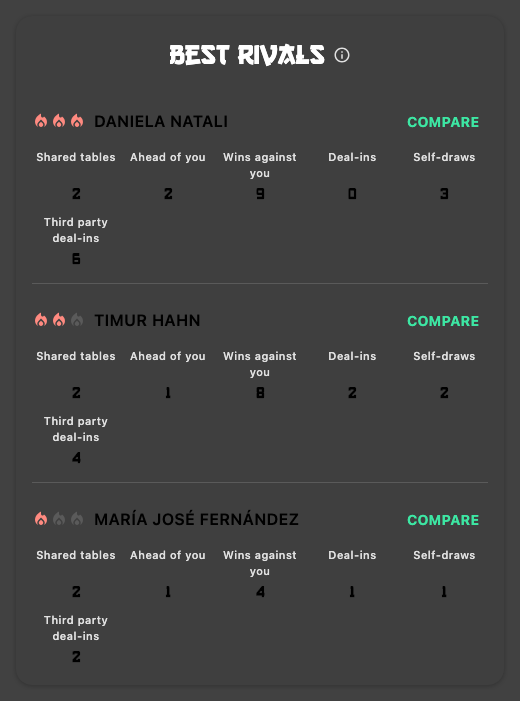 BEST RIVALS
DANIELA NATALI COMPARE
Shared tables Ahead of you Wins against you Deal-ins Self-draws
2 2 9 0 3
Third party
deal-ins
6
TIMUR HAHN COMPARE
Shared tables Ahead of you Wins against you Deal-ins Self-draws
2 1 8 2 2
Third party
deal-ins
4
MARÍA JOSÉ FERNÁNDEZ COMPARE
Shared tables Ahead of you Wins against you Deal-ins Self-draws
2 1 4 1 1
Third party
deal-ins
2